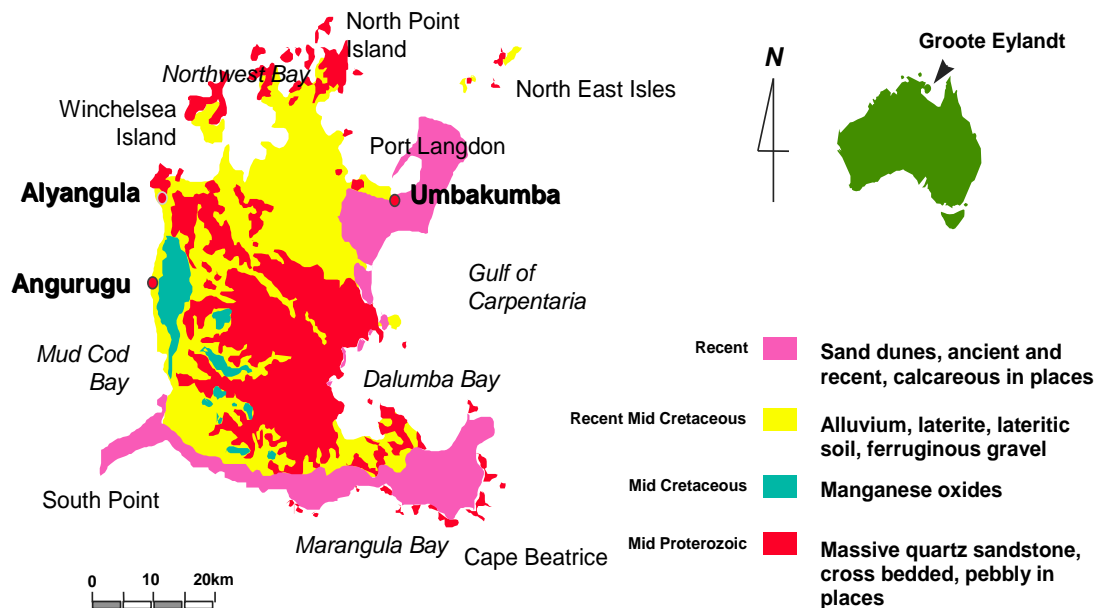 North Point
Island
Groote Eylandt
Northwest Bay
N
North East Isles
Winchelsea
Island
Port Langdon
Alyangula
Umbakumba
Angurugu
Gulf of
Carpentaria
Mud Cod
Bay
Dalumba Bay
South Point
Marangula Bay
Cape Beatrice
Recent
Sand dunes, ancient and
recent, calcareous in places
Recent Mid Cretaceous
Alluvium, laterite, lateritic
soil, ferruginous gravel
Mid Cretaceous
Manganese oxides
Mid Proterozoic
Massive quartz sandstone,
cross bedded, pebbly in
places
0 10 20km